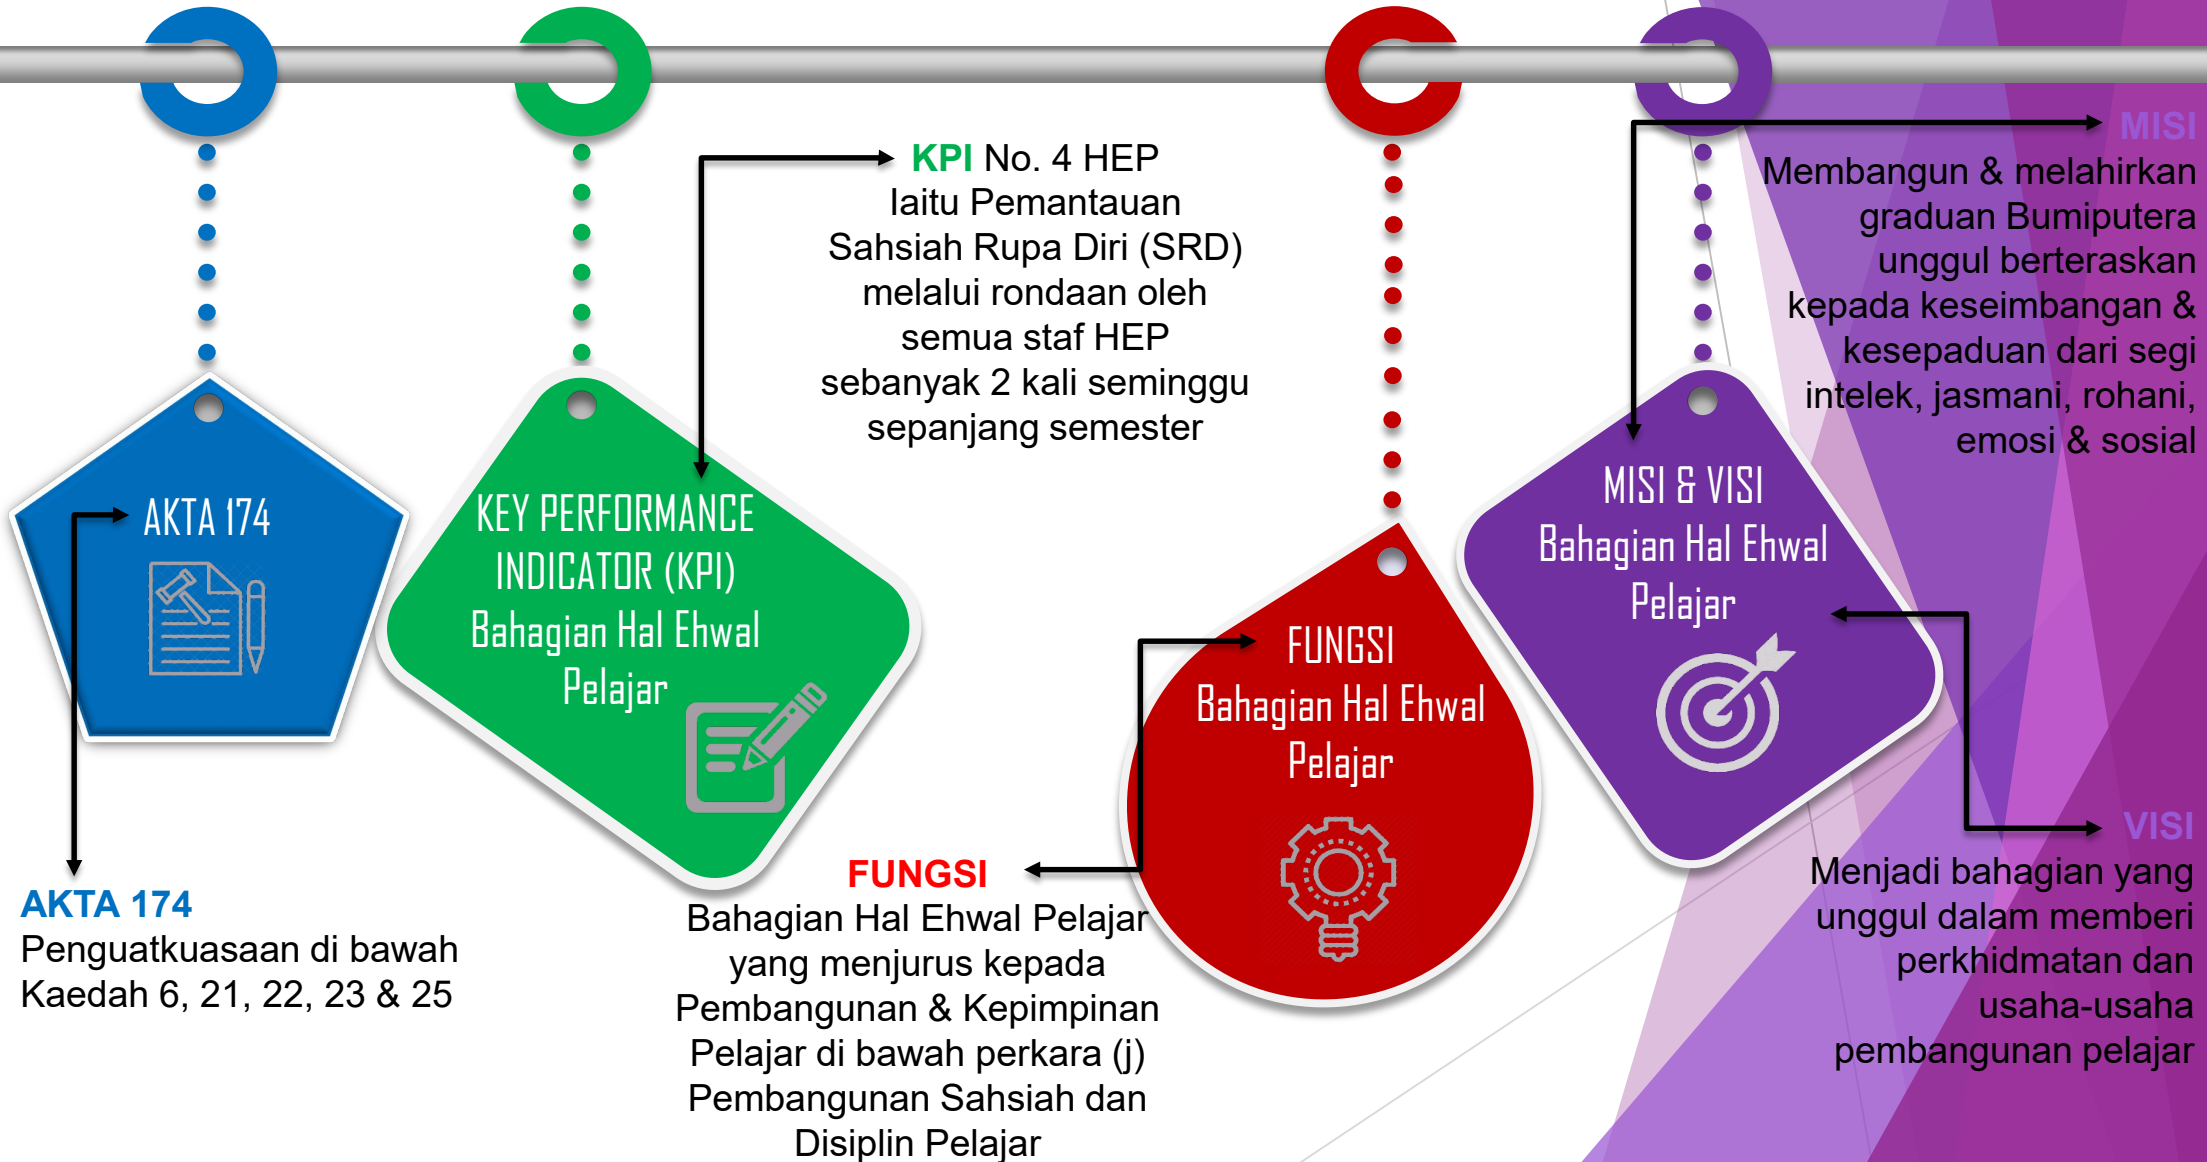 AKTA 174
AKTA 174
Penguatkuasaan di bawah
Kaedah 6, 21, 22, 23 & 25
KEY PERFORMANCE
INDICATOR (KPI)
Bahagian Hal Ehwal
Pelajar
KPI No. 4 HEP
Iaitu Pemantauan
Sahsiah Rupa Diri (SRD)
melalui rondaan oleh
semua staf HEP
sebanyak 2 kali seminggu
sepanjang semester
FUNGSI
Bahagian Hal Ehwal
Pelajar
FUNGSI
Bahagian Hal Ehwal Pelajar
yang menjurus kepada
Pembangunan & Kepimpinan
Pelajar di bawah perkara (j)
Pembangunan Sahsiah dan
Disiplin Pelajar
MISI & VISI
Bahagian Hal Ehwal
Pelajar
MISI
Membangun & melahirkan
graduan Bumiputera
unggul berteraskan
kepada keseimbangan &
kesepaduan dari segi
intelek, jasmani, rohani,
emosi & sosial
VISI
Menjadi bahagian yang
unggul dalam memberi
perkhidmatan dan
usaha-usaha
pembangunan pelajar